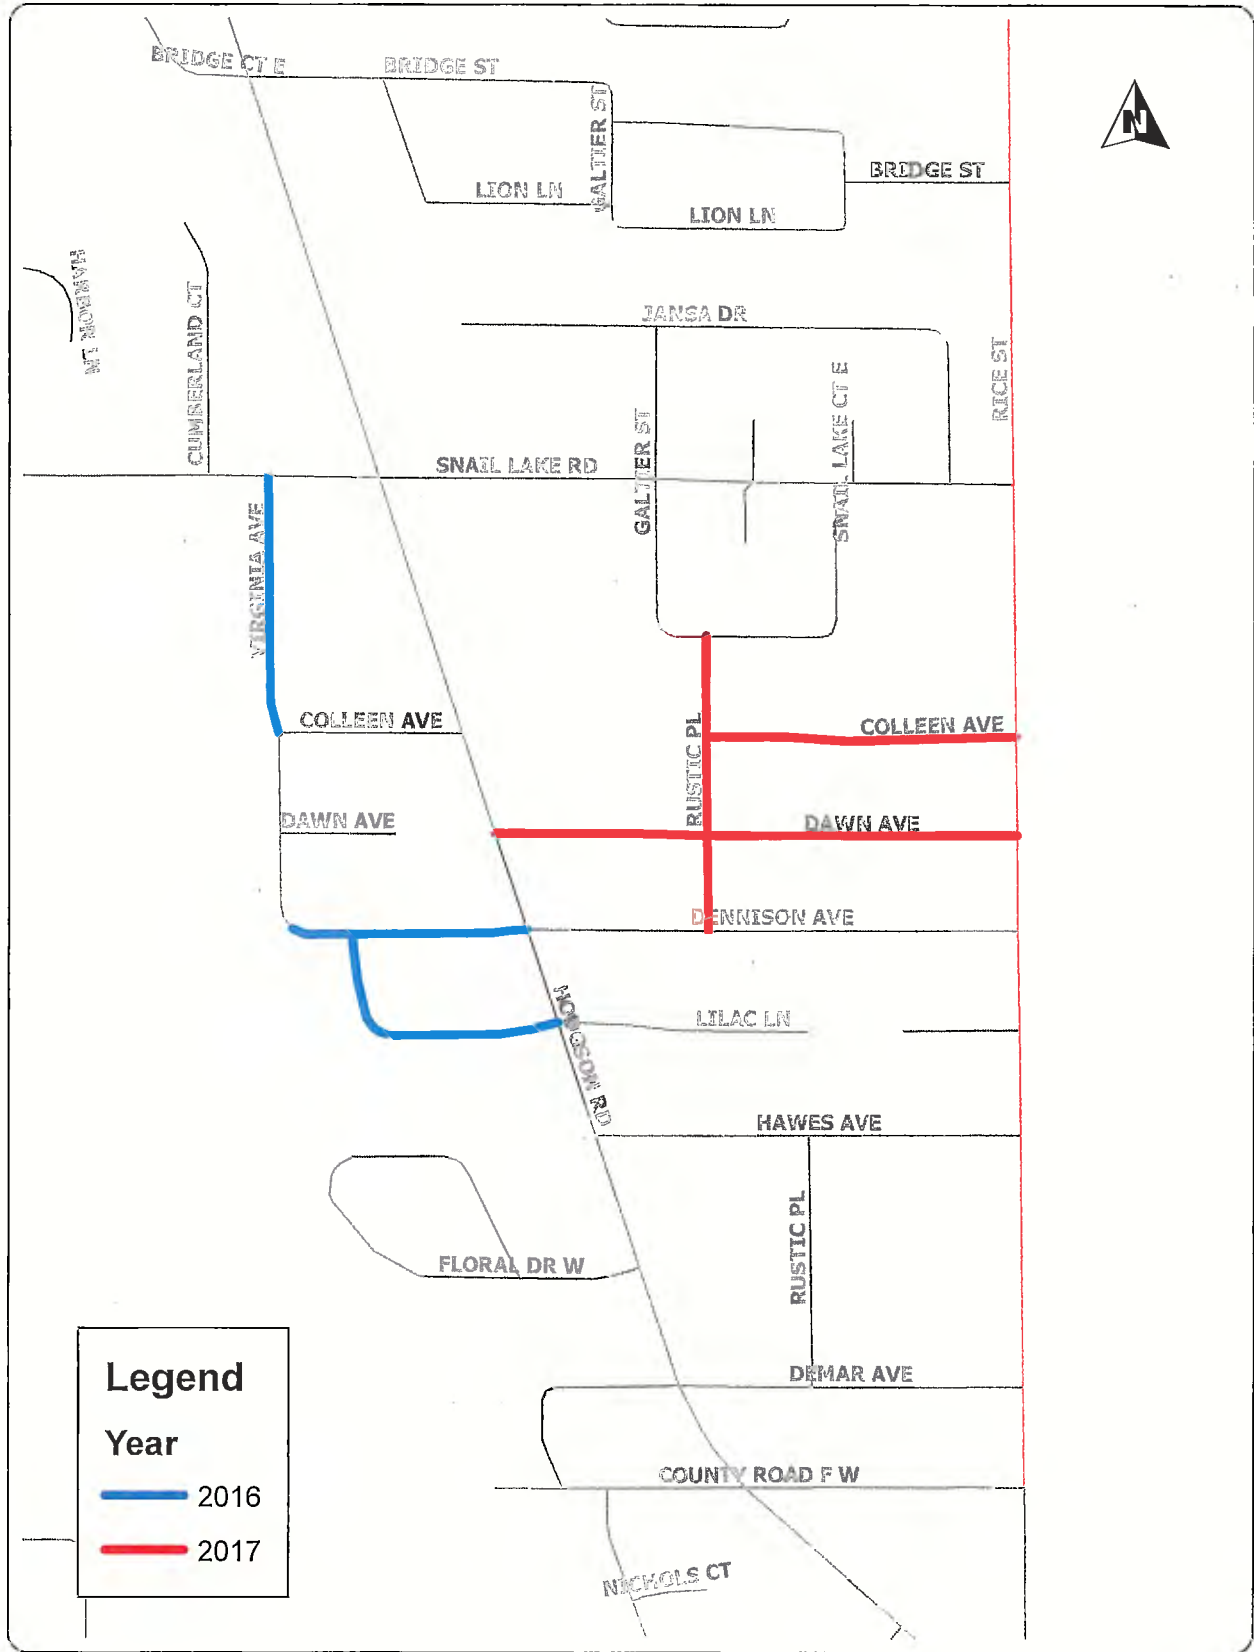 BRIDGE CT E
BRIDGE ST
GALTIER ST
N
BRIDGE ST
LION LN
LION LN
HARBOR LN
CUMBERLAND CT
JANSA DR
RICE ST
SNAIL LAKE CT E
GALTIER ST
SNAIL LAKE RD
VIRGINIA AVE
COLLEEN AVE
RUSTIC PL
COLLEEN AVE
DAWN AVE
DAWN AVE
DENNISON AVE
HODGSON RD
LILAC LN
HAWES AVE
RUSTIC PL
FLORAL DR W
DEMAR AVE
COUNTY ROAD F W
NICHOLS CT
Legend
Year
2016
2017